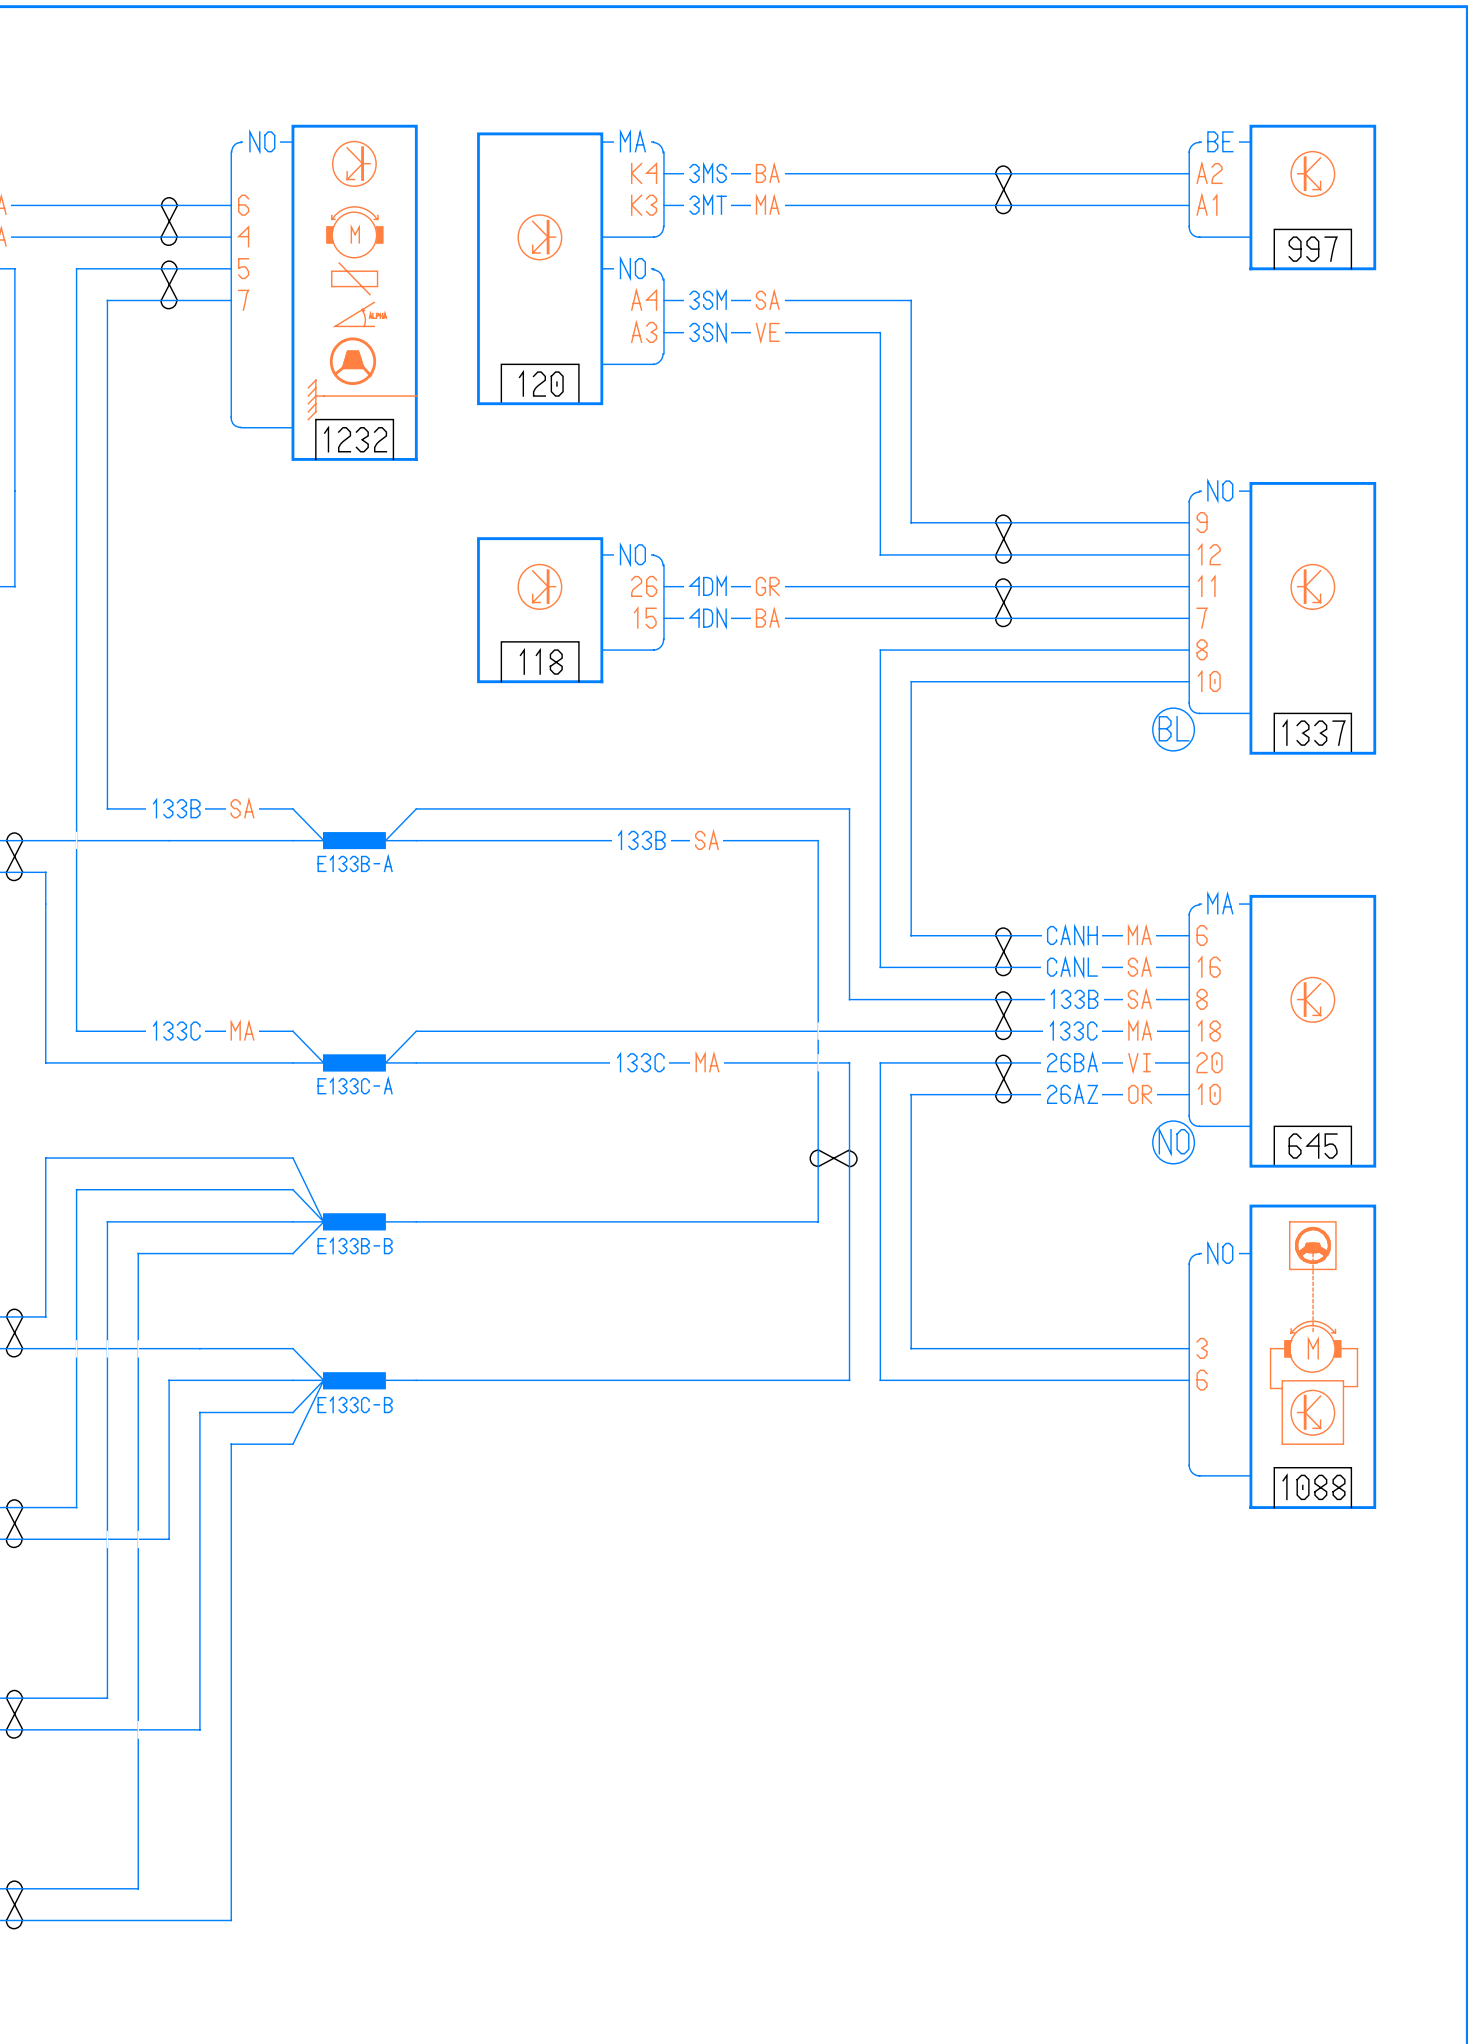 NO
6
4
5
7
M
ALPHA
1232
MA
K4 3MS BA
K3 3MT MA
NO
A4 3SM SA
A3 3SN VE
120
BE
A2
A1
997
NO
26 4DM GR
15 4DN BA
118
NO
9
12
11
7
8
10
BL
1337
133B SA
E133B-A
133B SA
133C MA
E133C-A
133C MA
MA
CANH MA 6
CANL SA 16
133B SA 8
133C MA 18
26BA VI 20
26AZ OR 10
NO
645
E133B-B
E133C-B
NO
3
6
M
1088